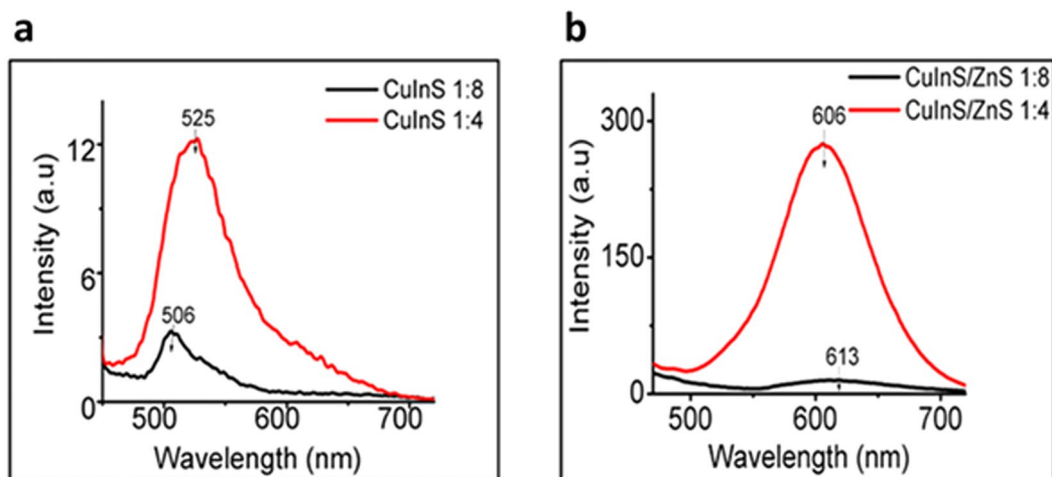 a
CuInS 1:8
CuInS 1:4
525
506
12
6
0
Intensity (a.u)
500
600
700
Wavelength (nm)
b
CuInS/ZnS 1:8
CuInS/ZnS 1:4
606
613
300
150
0
Intensity (a.u)
500
600
700
Wavelength (nm)